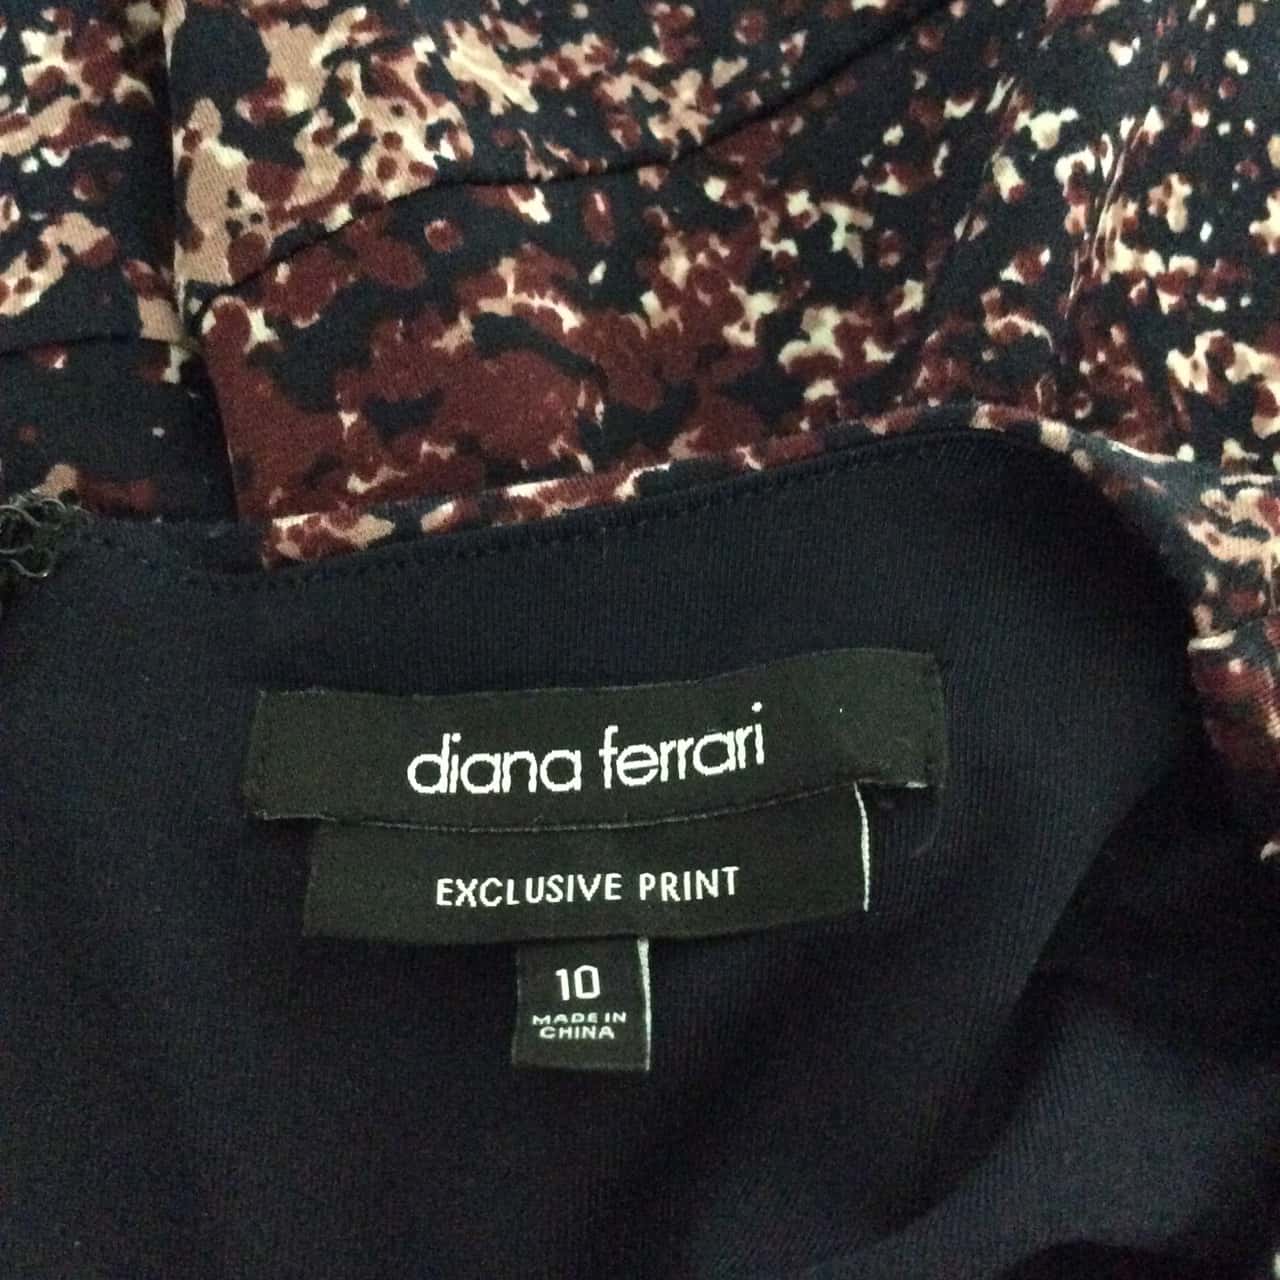 diana ferrari
EXCLUSIVE PRINT
10
MADE IN
CHINA